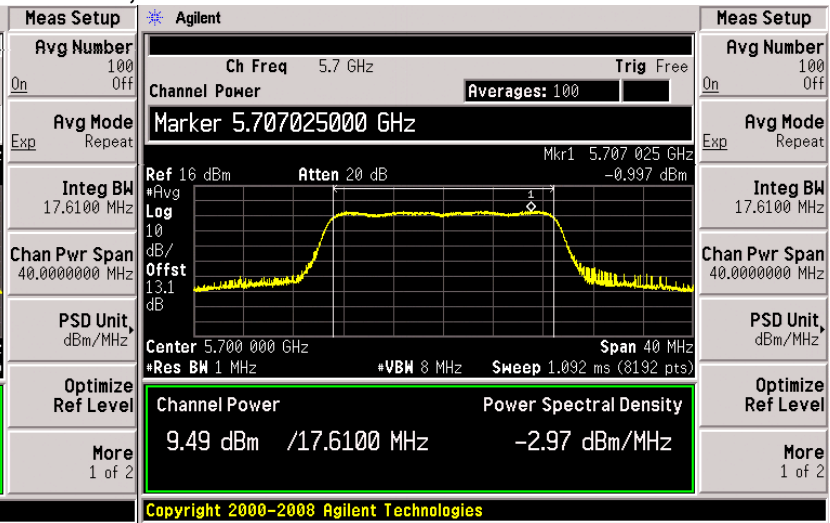 Meas Setup
Avg Number
100
On Off
Avg Mode
Exp Repeat
Integ BW
17.6100 MHz
Chan Pwr Span
40.0000000 MHz
PSD Unit
dBm/MHz
Optimize
Ref Level
More
1 of 2
Agilent
Ch Freq 5.7 GHz Trig Free
Channel Power Averages: 100
Marker 5.707025000 GHz
Mkr1 5.707 025 GHz
Ref 16 dBm Atten 20 dB -0.997 dBm
#Avg
Log
10
dB/
Offst
13.1
dB
1
Center 5.700 000 GHz Span 40 MHz
#Res BW 1 MHz #VBW 8 MHz Sweep 1.092 ms (8192 pts)
Channel Power Power Spectral Density
9.49 dBm /17.6100 MHz -2.97 dBm/MHz
Copyright 2000-2008 Agilent Technologies
Meas Setup
Avg Number
100
On Off
Avg Mode
Exp Repeat
Integ BW
17.6100 MHz
Chan Pwr Span
40.0000000 MHz
PSD Unit
dBm/MHz
Optimize
Ref Level
More
1 of 2